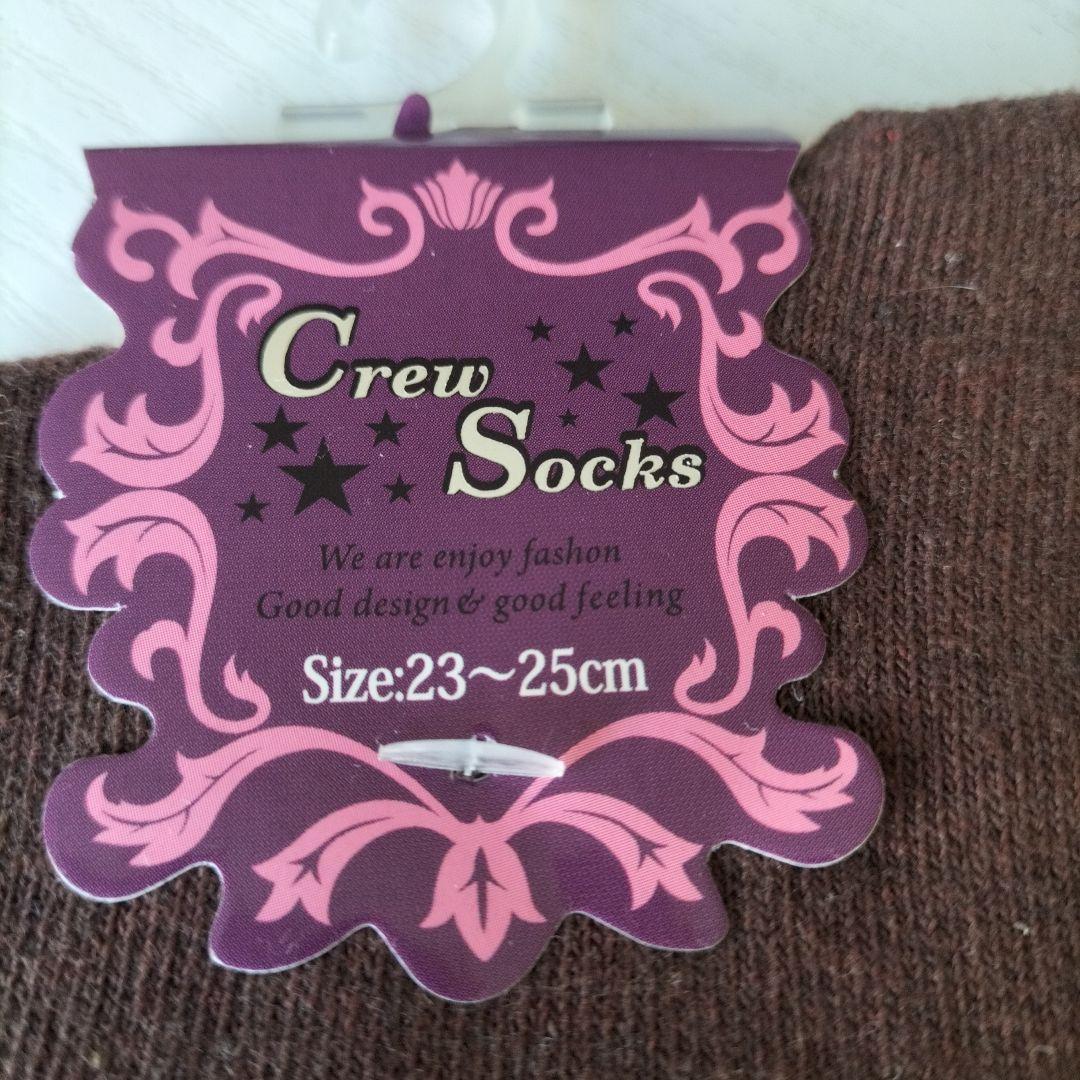 Crew
Socks
We are enjoy fashon
Good design & good feeling
Size:23～25cm